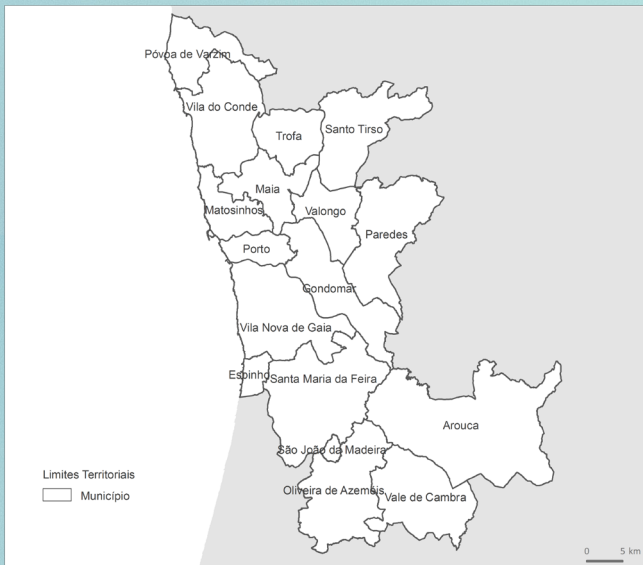 Póvoa de Varzim
Vila do Conde
Trofa
Santo Tirso
Maia
Matosinhos
Valongo
Paredes
Porto
Gondomar
Vila Nova de Gaia
Espinho
Santa Maria da Feira
Arouca
São João da Madeira
Oliveira de Azeméis
Vale de Cambra
Limites Territoriais
Município
0 5 km